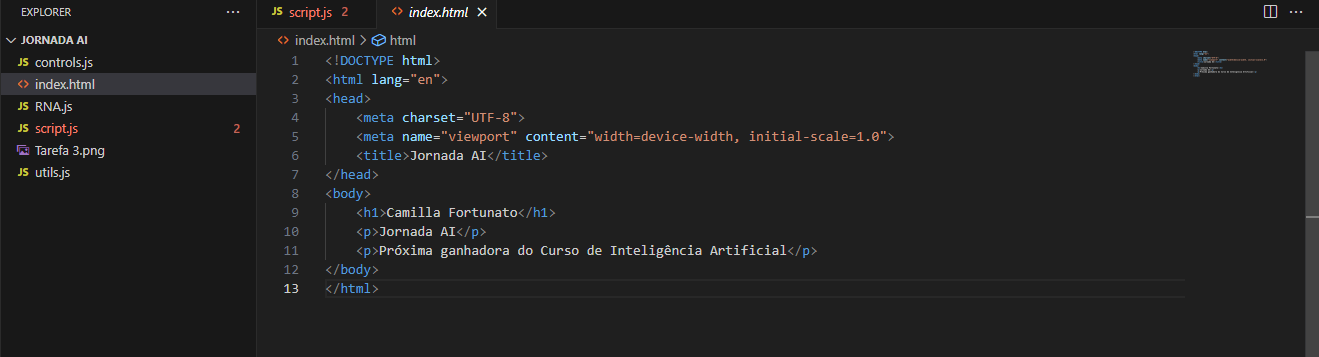 EXPLORER ···
JORNADA AI
JS controls.js
<> index.html
JS RNA.js
JS script.js 2
Tarefa 3.png
JS utils.js
JS script.js 2
<> index.html ×
···
<> index.html > html
1 <!DOCTYPE html>
2 <html lang="en">
3 <head>
4 <meta charset="UTF-8">
5 <meta name="viewport" content="width=device-width, initial-scale=1.0">
6 <title>Jornada AI</title>
7 </head>
8 <body>
9 <h1>Camilla Fortunato</h1>
10 <p>Jornada AI</p>
11 <p>Próxima ganhadora do Curso de Inteligência Artificial</p>
12 </body>
13 </html>